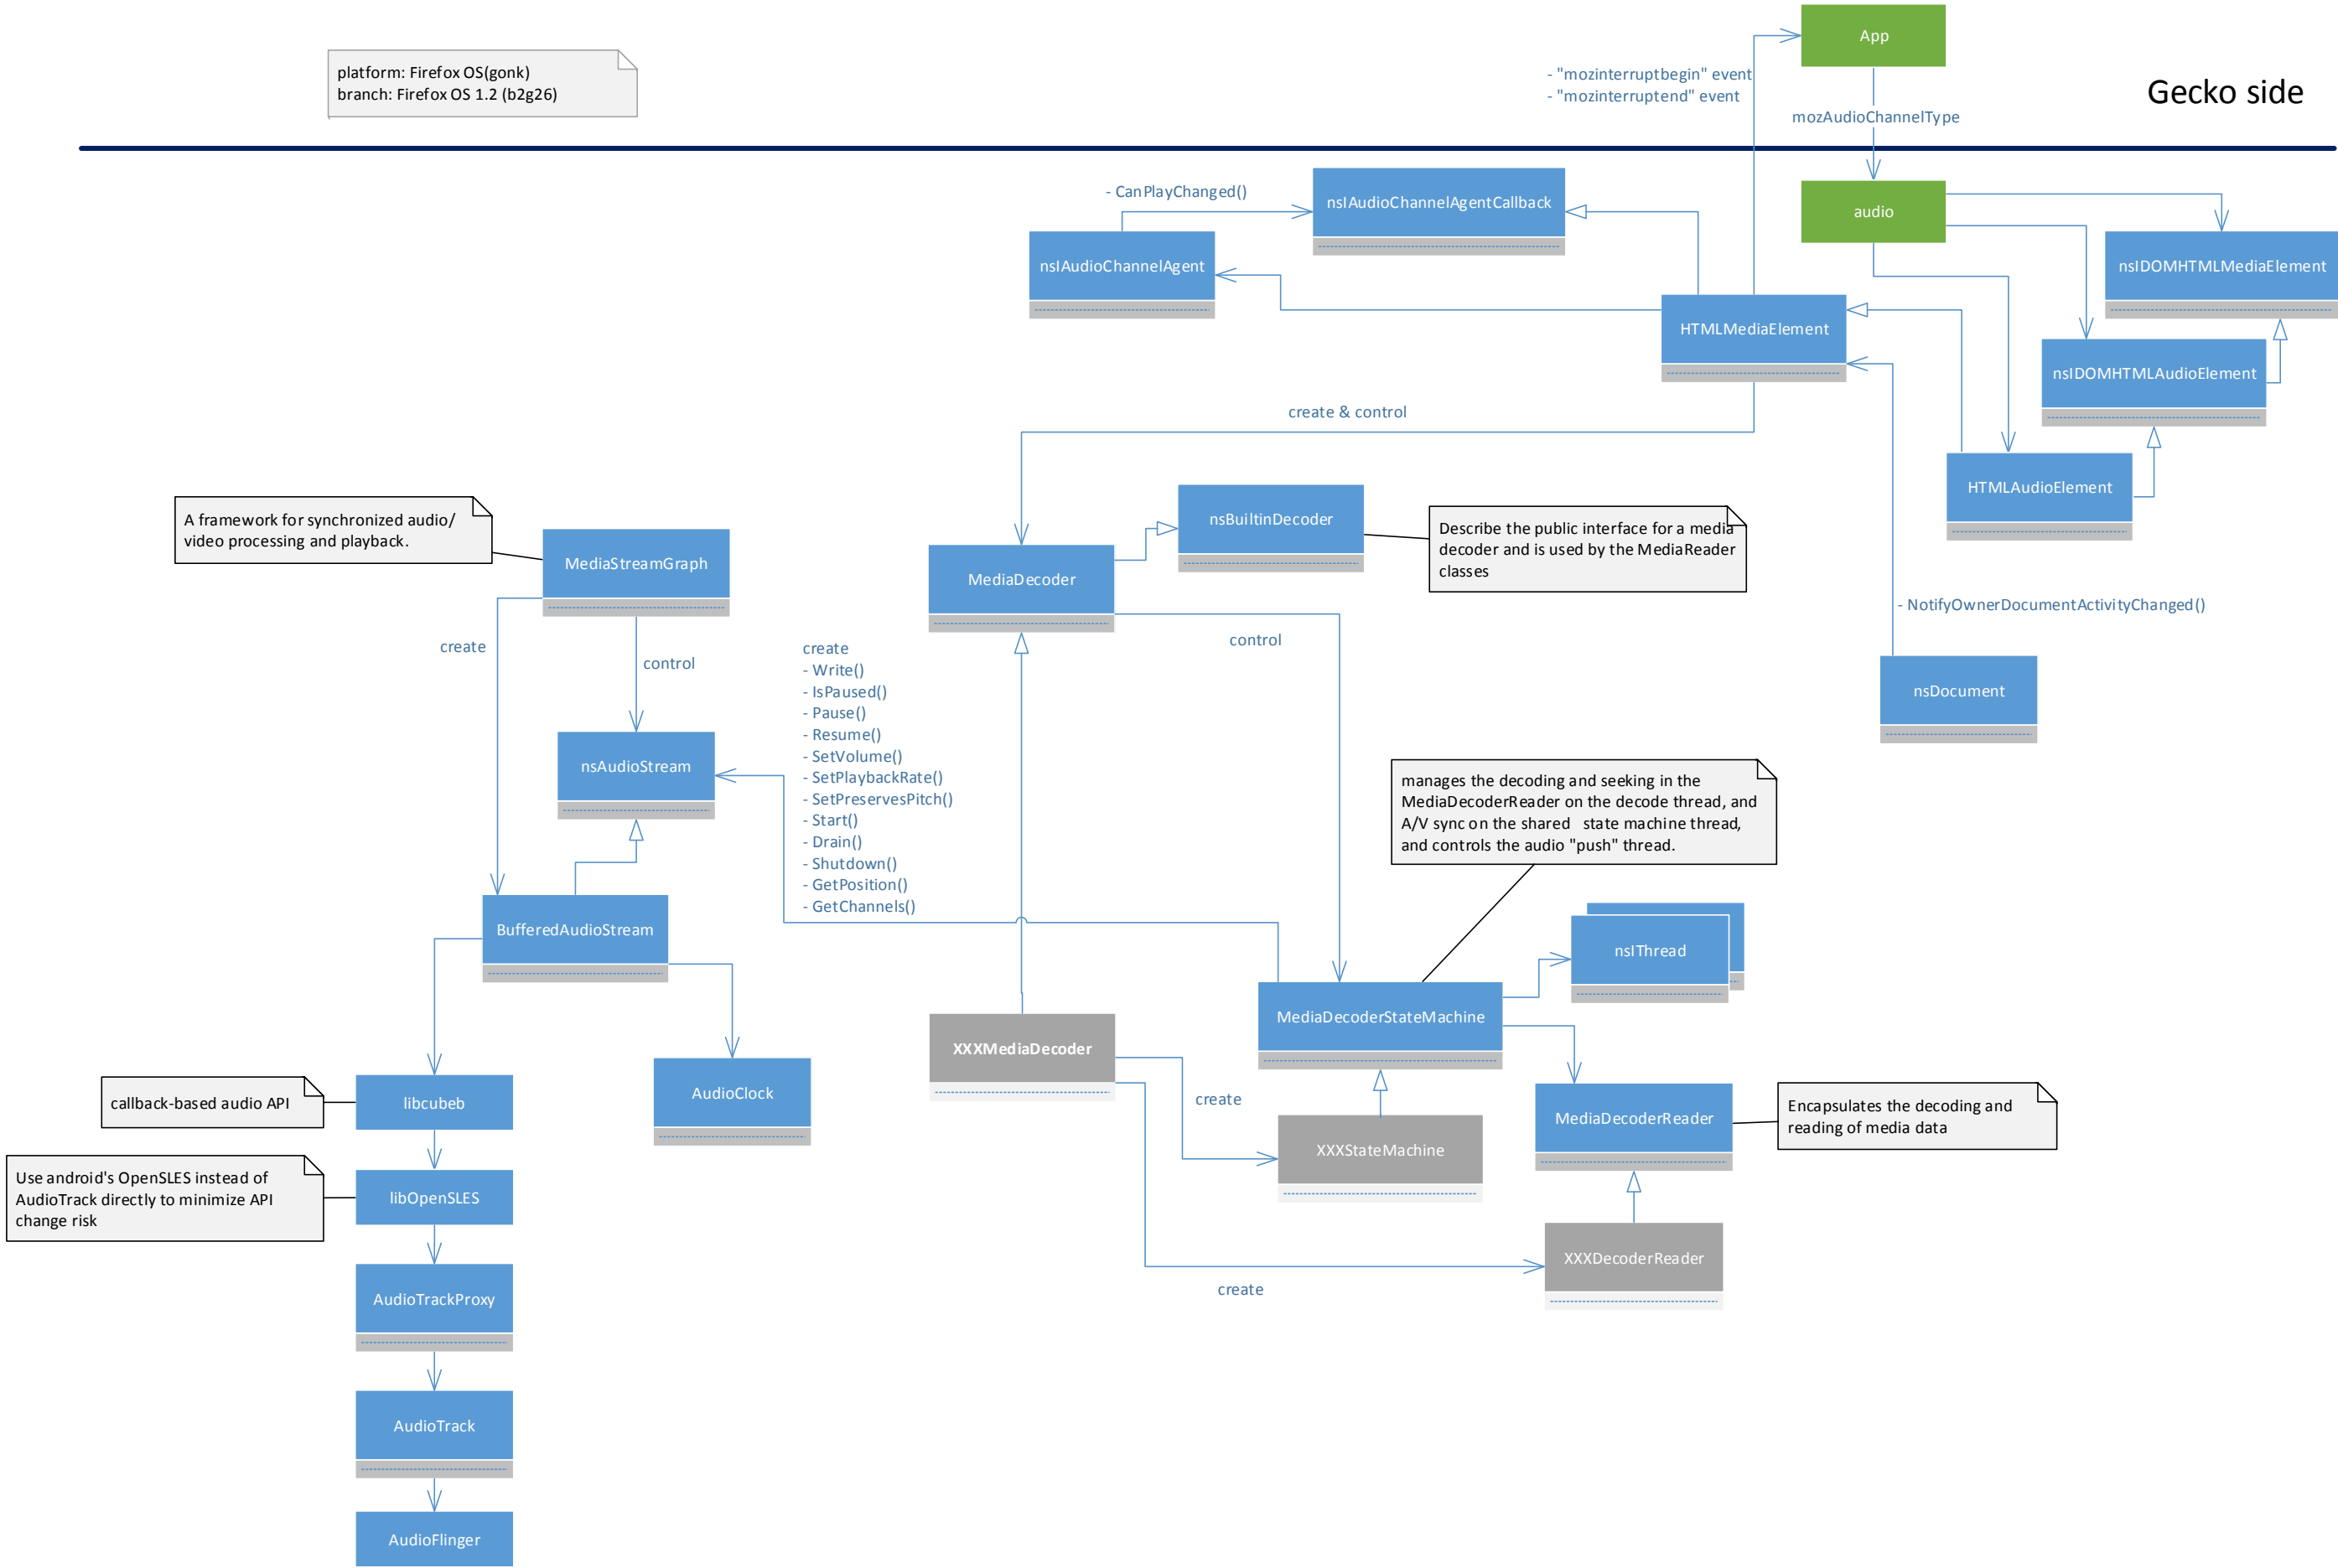 App
platform: Firefox OS(gonk)
branch: Firefox OS 1.2 (b2g26)
- "mozinterruptbegin" event
- "mozinterruptend" event
Gecko side
mozAudioChannelType
- CanPlayChanged()
nsIAudioChannelAgentCallback
audio
nsIAudioChannelAgent
nsIDOMHTMLMediaElement
HTMLMediaElement
nsIDOMHTMLAudioElement
create & control
HTMLAudioElement
A framework for synchronized audio/
video processing and playback.
MediaStreamGraph
nsBuiltinDecoder
Describe the public interface for a media
decoder and is used by the MediaReader
classes
MediaDecoder
- NotifyOwnerDocumentActivityChanged()
create
control
control
create
- Write()
- IsPaused()
- Pause()
- Resume()
- SetVolume()
- SetPlaybackRate()
- SetPreservesPitch()
- Start()
- Drain()
- Shutdown()
- GetPosition()
- GetChannels()
nsDocument
nsAudioStream
manages the decoding and seeking in the
MediaDecoderReader on the decode thread, and
A/V sync on the shared state machine thread,
and controls the audio "push" thread.
BufferedAudioStream
nsIThread
MediaDecoderStateMachine
XXXMediaDecoder
AudioClock
callback-based audio API
libcubeb
create
MediaDecoderReader
Encapsulates the decoding and
reading of media data
XXXStateMachine
Use android's OpenSLES instead of
AudioTrack directly to minimize API
change risk
libOpenSLES
XXXDecoderReader
create
AudioTrackProxy
AudioTrack
AudioFlinger